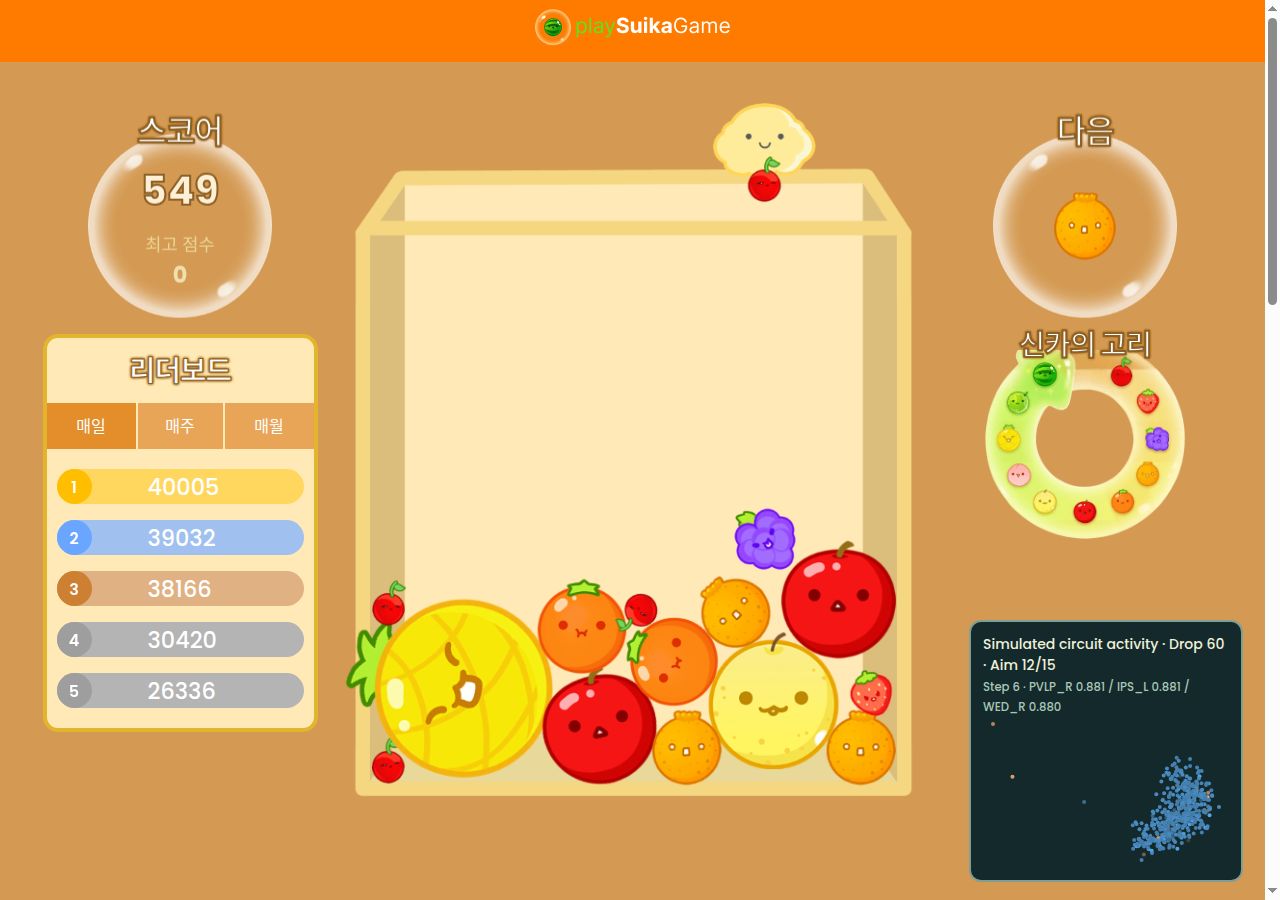 playSuikaGame
스코어
549
최고 점수
0
다음
신카의 고리
리더보드
매일 매주 매월
1 40005
2 39032
3 38166
4 30420
5 26336
Simulated circuit activity · Drop 60
· Aim 12/15
Step 6 · PVLP_R 0.881 / IPS_L 0.881 /
WED_R 0.880